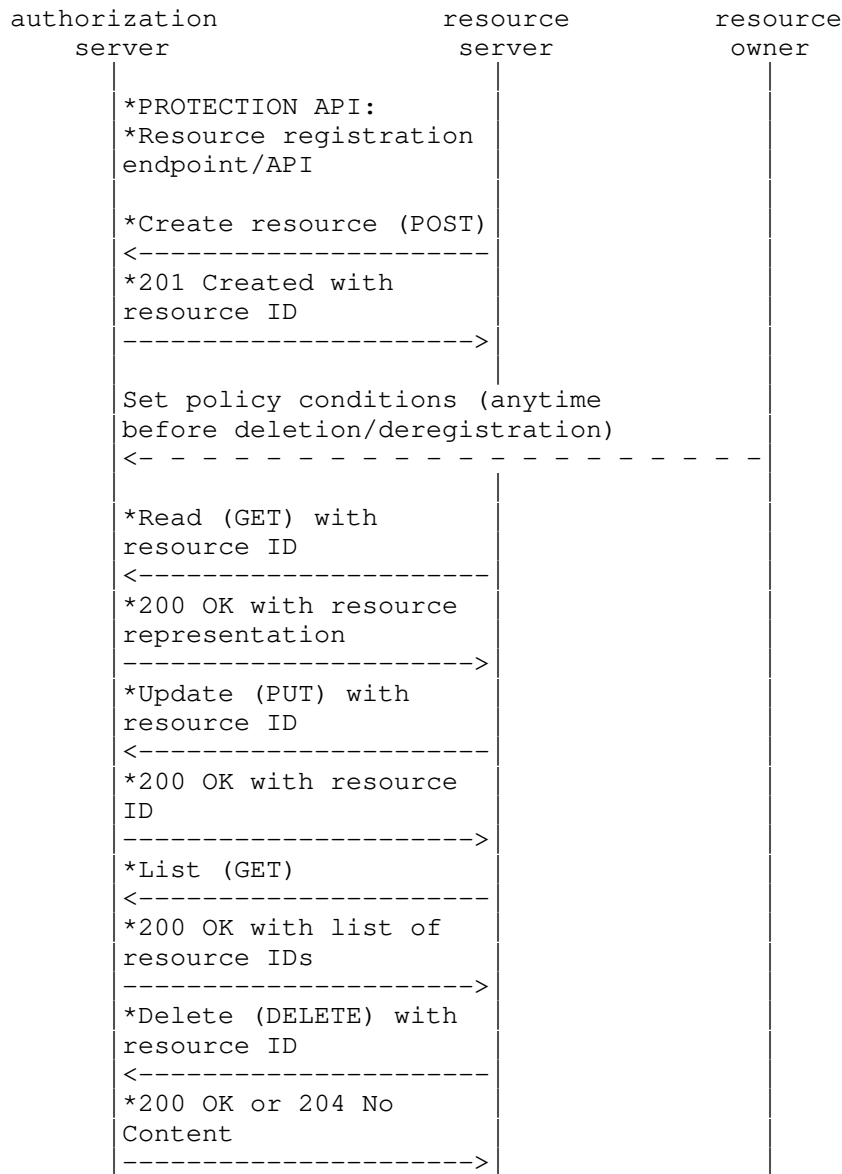 authorization resource resource
server server owner
*PROTECTION API:
*Resource registration
endpoint/API
*Create resource (POST)
*201 Created with
resource ID
Set policy conditions (anytime
before deletion/deregistration)
*Read (GET) with
resource ID
*200 OK with resource
representation
*Update (PUT) with
resource ID
*200 OK with resource
ID
*List (GET)
*200 OK with list of
resource IDs
*Delete (DELETE) with
resource ID
*200 OK or 204 No
Content